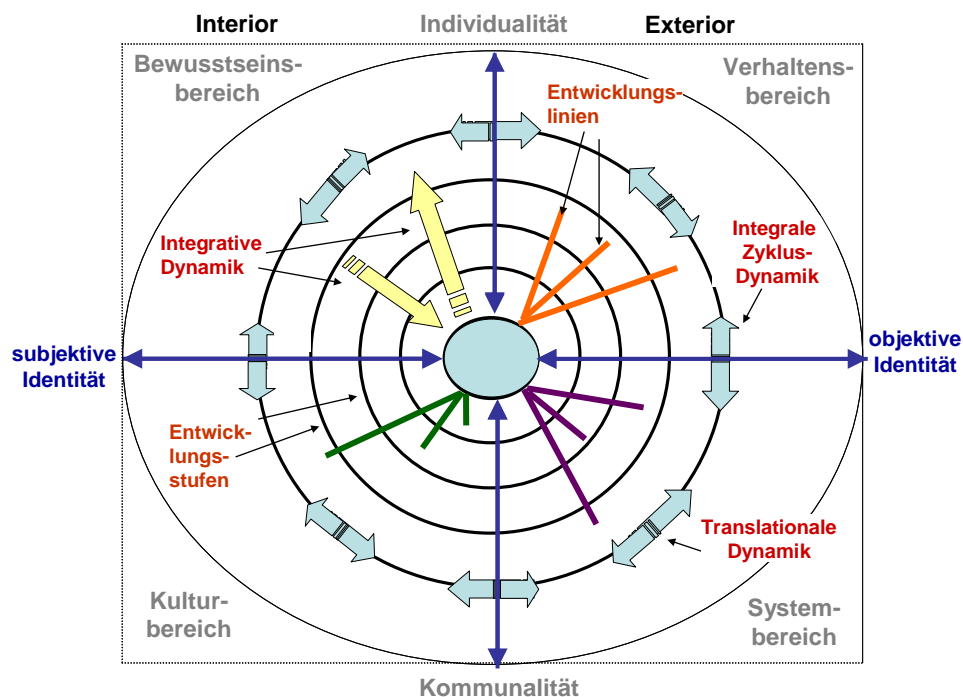 Interior
Individualität
Exterior
Bewusstseins-
bereich
Verhaltens-
bereich
Entwicklungs-
linien
Integrative
Dynamik
Integrale
Zyklus-
Dynamik
subjektive
Identität
objektive
Identität
Entwick-
lungs-
stufen
Translationale
Dynamik
Kultur-
bereich
System-
bereich
Kommunalität